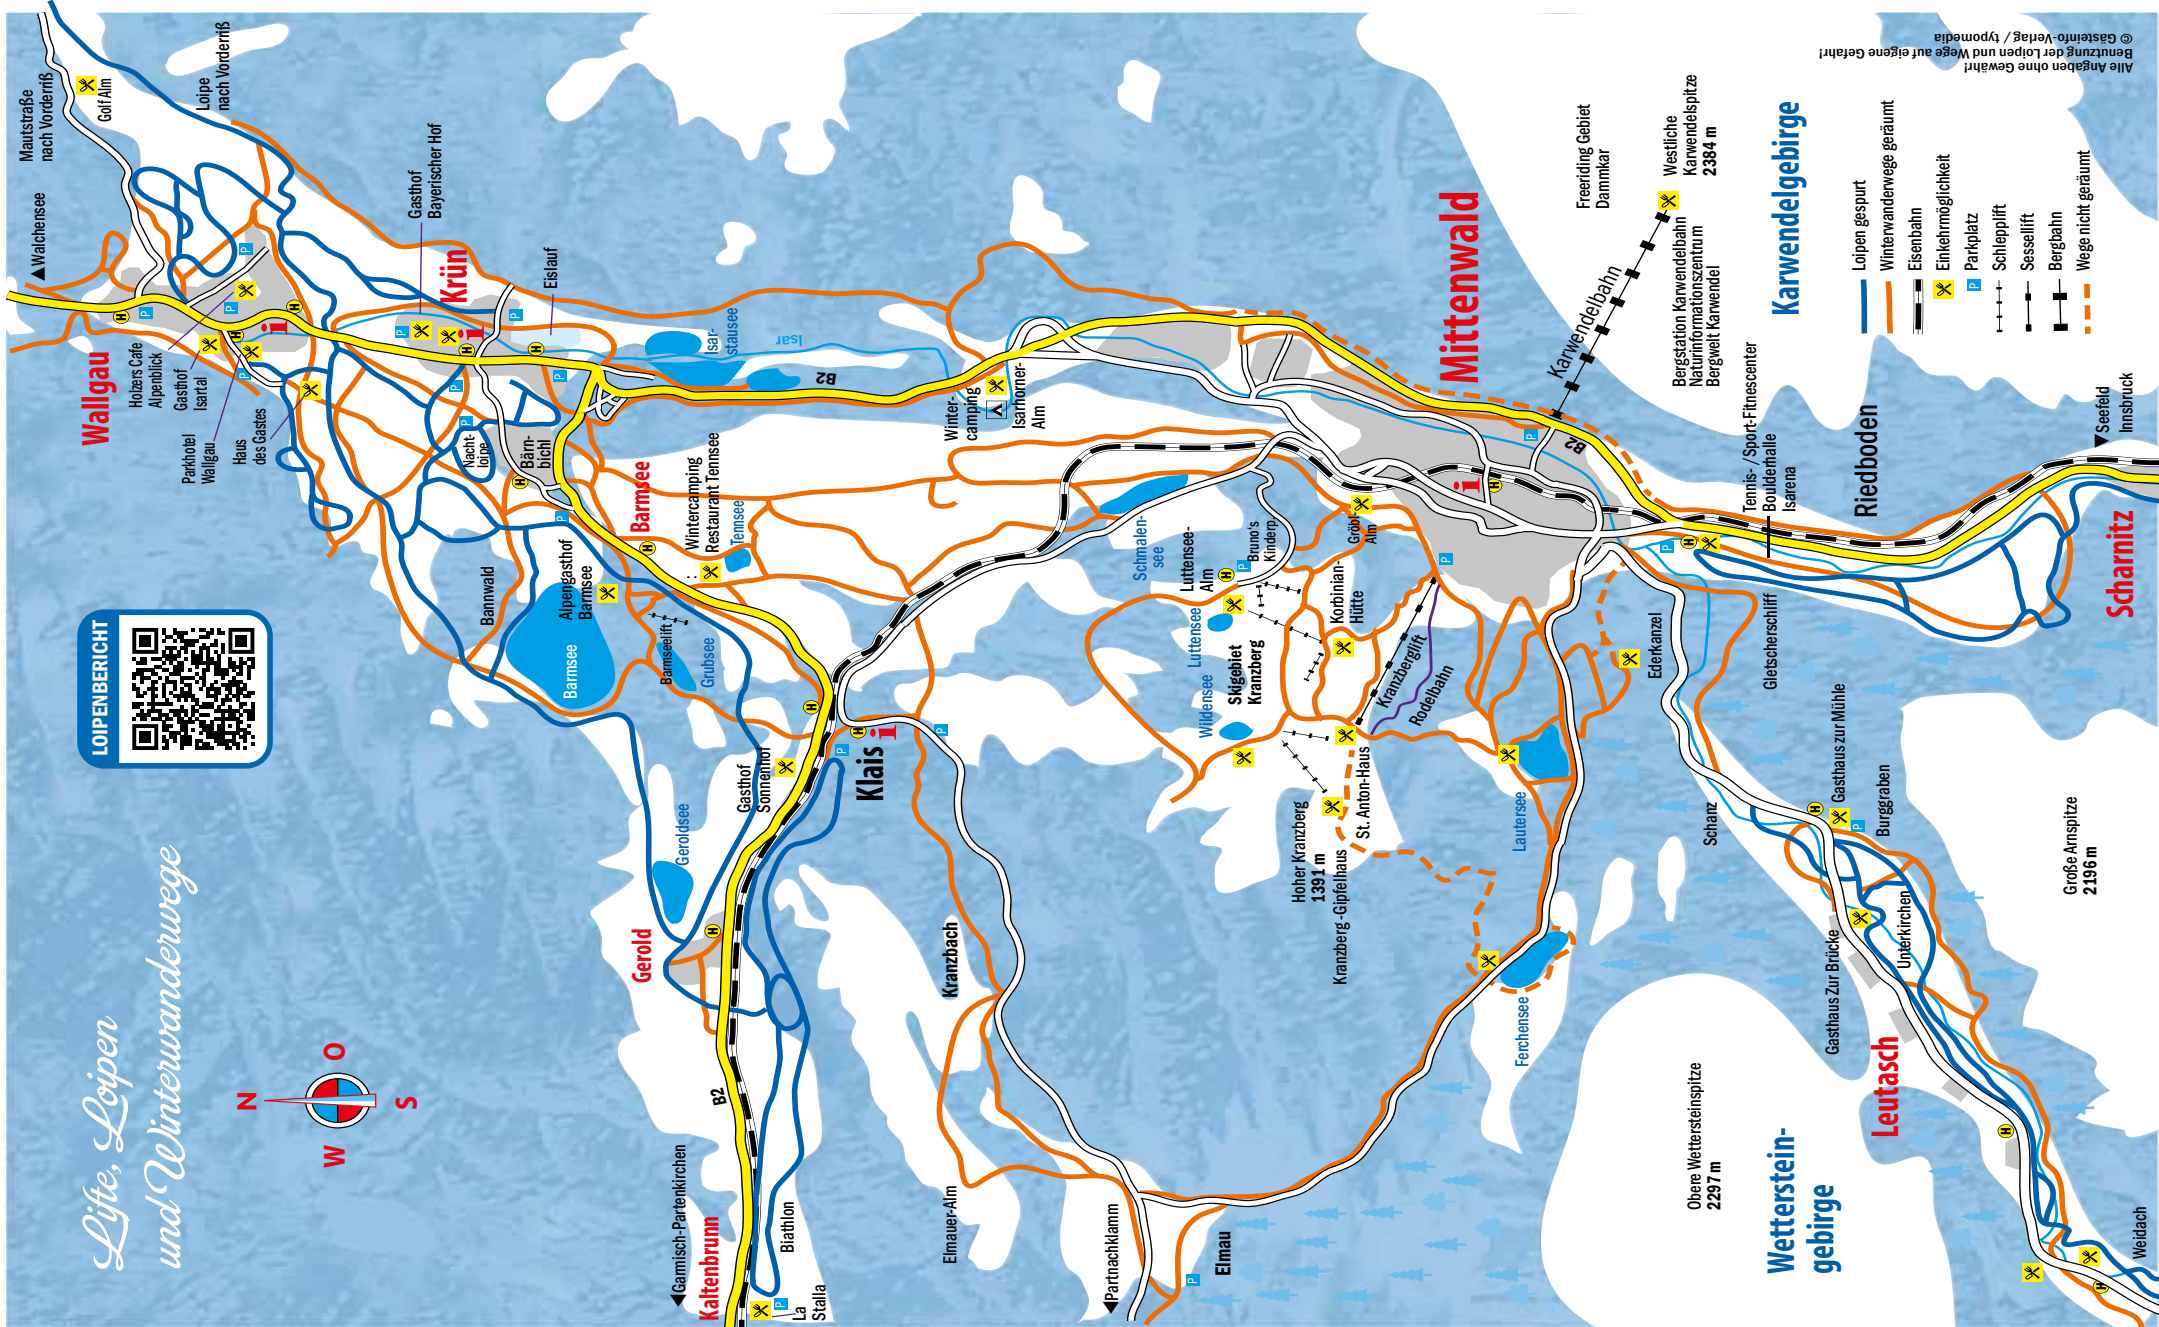 Lifte, Loipen
und Winterwanderwege
N
W
O
S
LOIPENBERICHT
Mautstraße
nach Vorderriß
Golf Alm
Loipe
nach Vorderriß
▲Walchensee
Wallgau
Holzers Cafe
Alpenblick
Gasthof
Isartal
Parkhotel
Wallgau
Haus
des Gastes
Gasthof
Bayerischer Hof
Krün
Eislauf
Nacht-
loipe
Bärn-
bichl
Isar-
stausee
Isar
B2
Barmsee
Wintercamping
Restaurant Tennsee
Tennsee
Bannwald
Alpengasthof
Barmsee
Barmsee
Barmseelift
Grubsee
Winter-
camping
Isarhorner-
Alm
Schmalen-
see
Gasthof
Sonnenhof
Klais
Geroldsee
Gerold
B2
◀Garmisch-Partenkirchen
Kaltenbrunn
La
Stalla
Biathlon
Kranzbach
Elmauer-Alm
◀Partnachklamm
Elmau
Luttensee-
Alm
Bruno's
Kinderp.
Gröbl-
Alm
Luttensee
Korbinian-
Hütte
Wildensee
Skigebiet
Kranzberg
Kranzberglift
Rodelbahn
St. Anton-Haus
Hoher Kranzberg
1391 m
Kranzberg -Gipfelhaus
Lautersee
Ferchensee
Mittenwald
B2
Karwendelbahn
Freeriding Gebiet
Dammkar
Westliche
Karwendelspitze
2384 m
Bergstation Karwendelbahn
Naturinformationszentrum
Bergwelt Karwendel
Karwendelgebirge
Tennis- / Sport-Fitnescenter
Boulderhalle
Isarena
Riedboden
Scharnitz
▼Seefeld
Innsbruck
Ederkanzel
Gletscherschliff
Schanz
Gasthaus zur Mühle
Burggraben
Gasthaus Zur Brücke
Unterkirchen
Große Arnspitze
2196 m
Leutasch
Obere Wettersteinspitze
2297 m
Wetterstein-
gebirge
Weidach
Loipen gespurt
Winterwanderwege geräumt
Eisenbahn
Einkehrmöglichkeit
P Parkplatz
Schlepplift
Sessellift
Bergbahn
Wege nicht geräumt
Alle Angaben ohne Gewähr!
Benutzung der Loipen und Wege auf eigene Gefahr!
© Gästeinfo-Verlag / typomedia